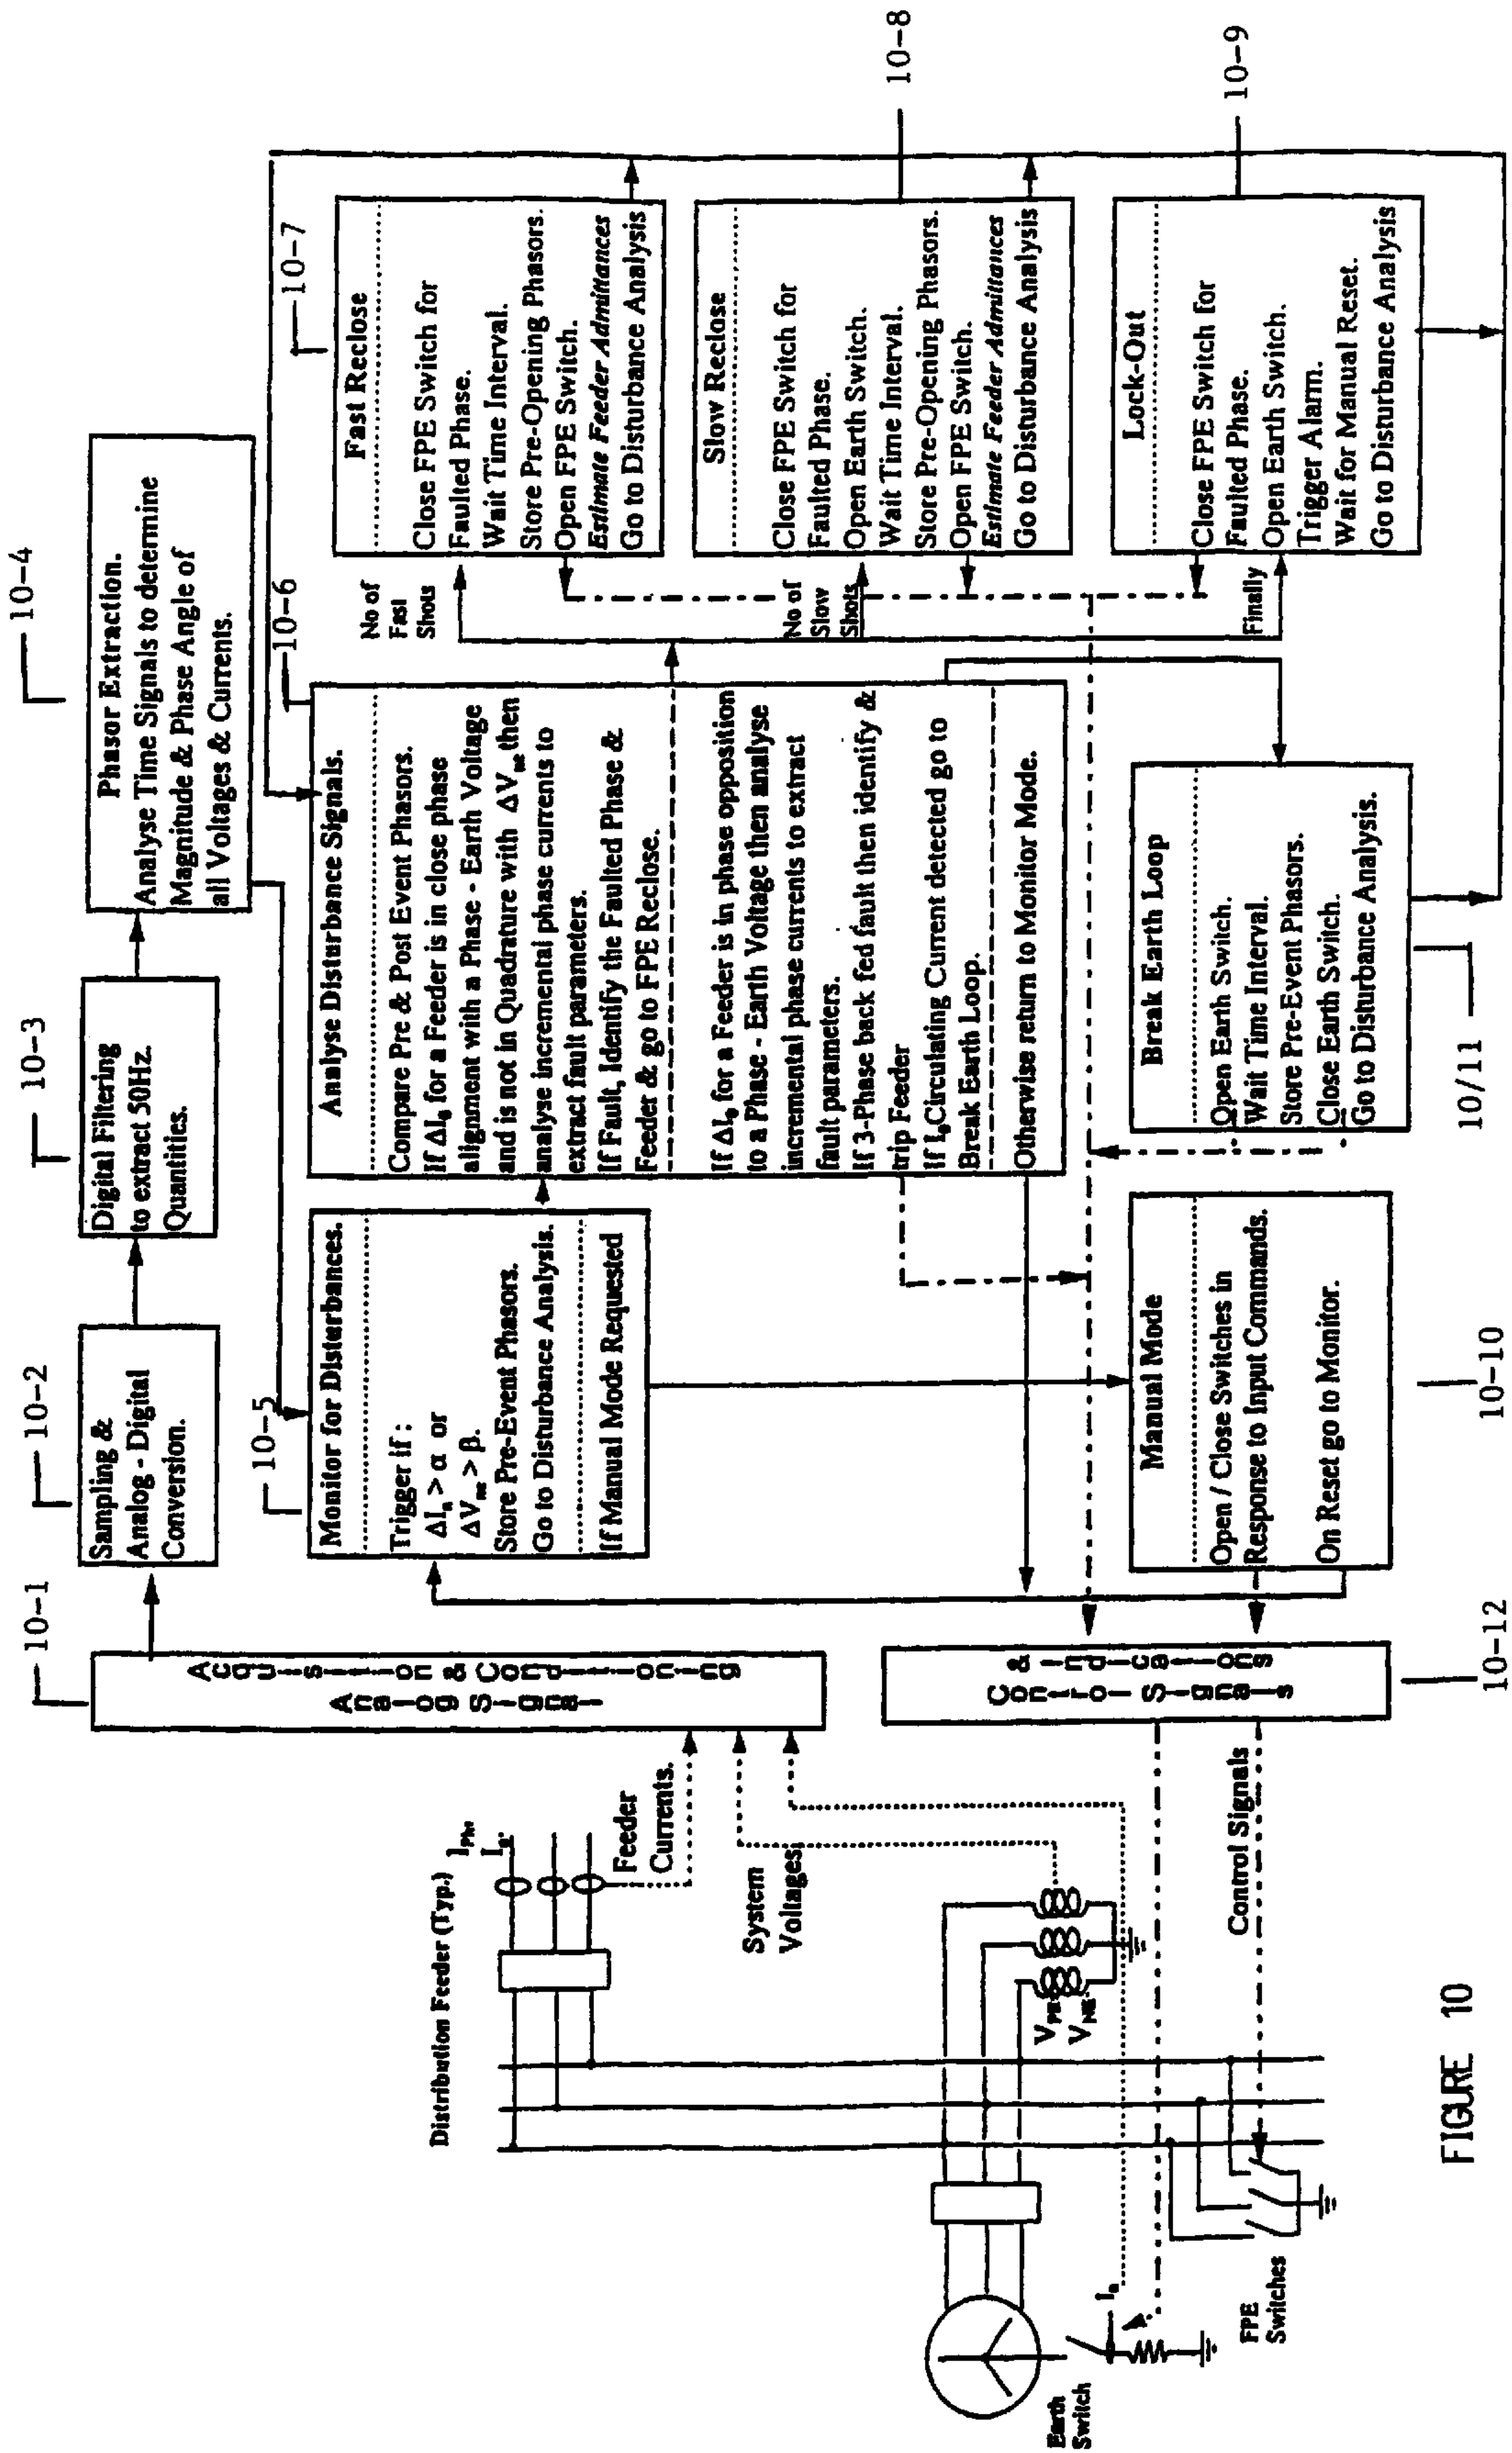 10-1
10-2
10-3
10-4
Analog Signal
Acquisition & Conditioning
Sampling &
Analog - Digital
Conversion.
Digital Filtering
to extract 50Hz.
Quantities.
Phasor Extraction.
Analyse Time Signals to determine
Magnitude & Phase Angle of
all Voltages & Currents.
10-5
Monitor for Disterbances.
Trigger if :
ΔIn > α or
ΔVne > β.
Store Pre-Event Phasors.
Go to Disturbance Analysis.
If Manual Mode Requested
10-6
Analyse Disturbance Signals.
Compare Pre & Post Event Phasors.
If ΔI0 for a Feeder is in close phase
alignment with a Phase - Earth Voltage
and is not in Quadrature with ΔVne then
analyse incremental phase currents to
extract fault parameters.
If Fault, Identify the Faulted Phase &
Feeder & go to FPE Reclose.
If ΔI0 for a Feeder is in phase opposition
to a Phase - Earth Voltage then analyse
incremental phase currents to extract
fault parameters.
If 3-Phase back fed fault then identify &
trip Feeder
If I0 Circulating Current detected go to
Break Earth Loop.
Otherwise return to Monitor Mode.
No of
Fast
Shots
No of
Slow
Shots
Finally
10-7
Fast Reclose
Close FPE Switch for
Faulted Phase.
Wait Time Interval.
Store Pre-Opening Phasors.
Open FPE Switch.
Estimate Feeder Admittances
Go to Disturbance Analysis
10-8
Slow Reclose
Close FPE Switch for
Faulted Phase.
Open Earth Switch.
Wait Time Interval.
Store Pre-Opening Phasors.
Open FPE Switch.
Estimate Feeder Admittances
Go to Disturbance Analysis
10-9
Lock-Out
Close FPE Switch for
Faulted Phase.
Open Earth Switch.
Trigger Alarm.
Wait for Manual Reset.
Go to Disturbance Analysis
Manual Mode
Open / Close Switches in
Response to Input Commands.
On Reset go to Monitor.
10-10
Break Earth Loop
Open Earth Switch.
Wait Time Interval.
Store Pre-Event Phasors.
Close Earth Switch.
Go to Disturbance Analysis.
10/11
Control Signals
& Indications
10-12
Distribution Feeder (Typ.)
IPhs
I0.
Feeder
Currents.
System
Voltages
VPE
VNE
Control Signals
In
Earth
Switch
FPE
Switches
FIGURE 10